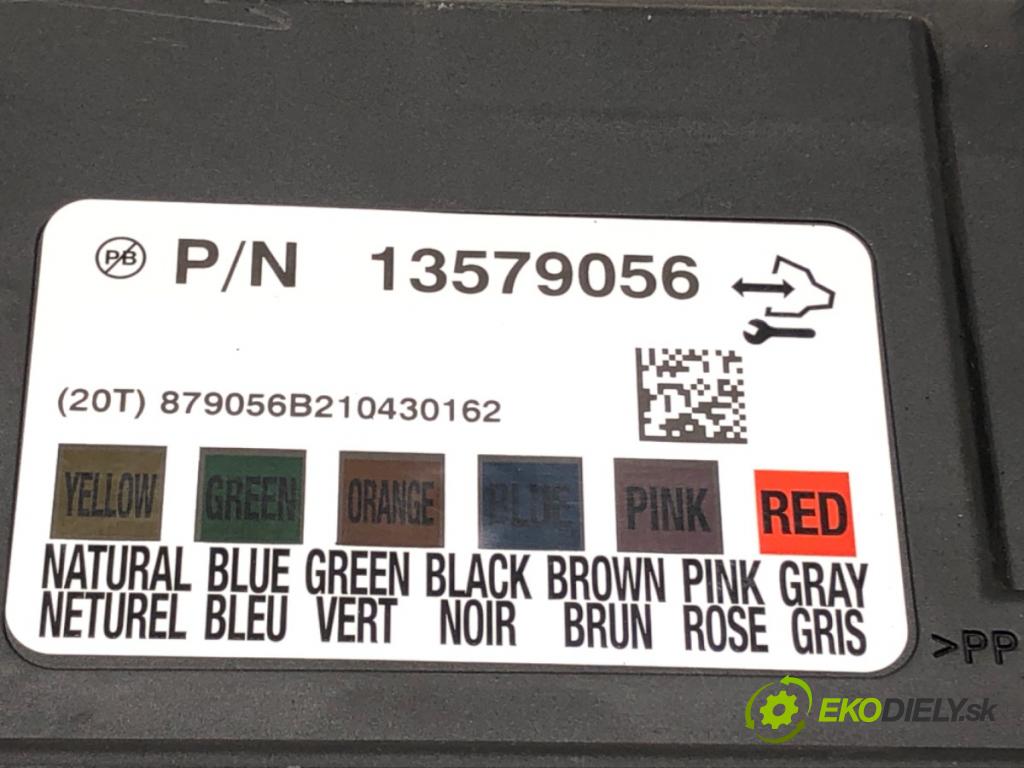 PB P/N 13579056
(20T) 879056B210430162
YELLOW GREEN ORANGE BLUE PINK RED
NATURAL BLUE GREEN BLACK BROWN PINK GRAY
NETUREL BLEU VERT NOIR BRUN ROSE GRIS
>PP
EKODIELY.sk